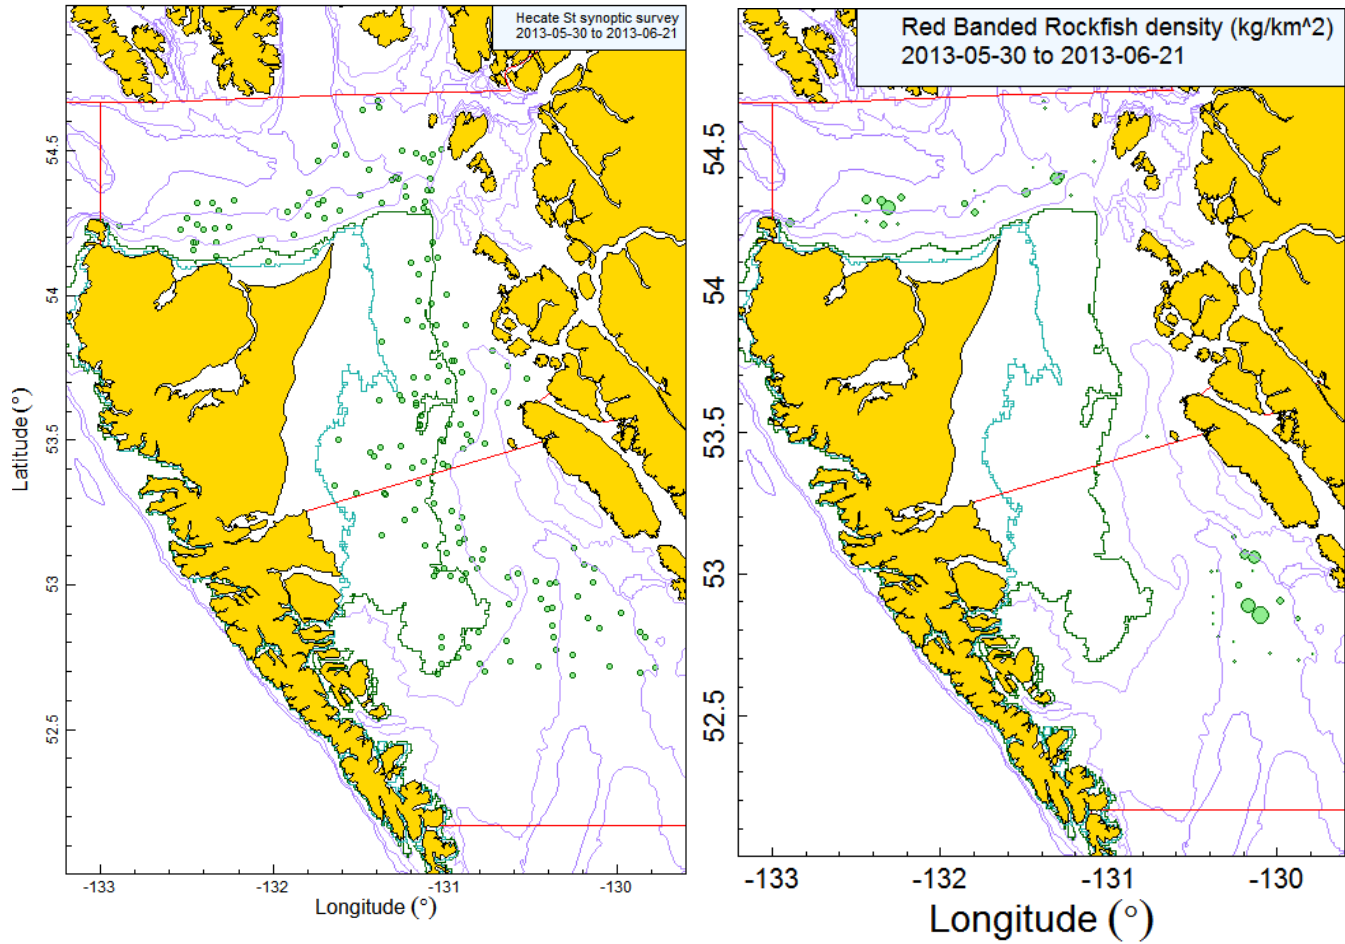 Hecate St synoptic survey
2013-05-30 to 2013-06-21
54.5
54
53.5
53
52.5
Latitude (°)
-133
-132
-131
-130
Longitude (°)
Red Banded Rockfish density (kg/km^2)
2013-05-30 to 2013-06-21
54.5
54
53.5
53
52.5
-133
-132
-131
-130
Longitude (°)